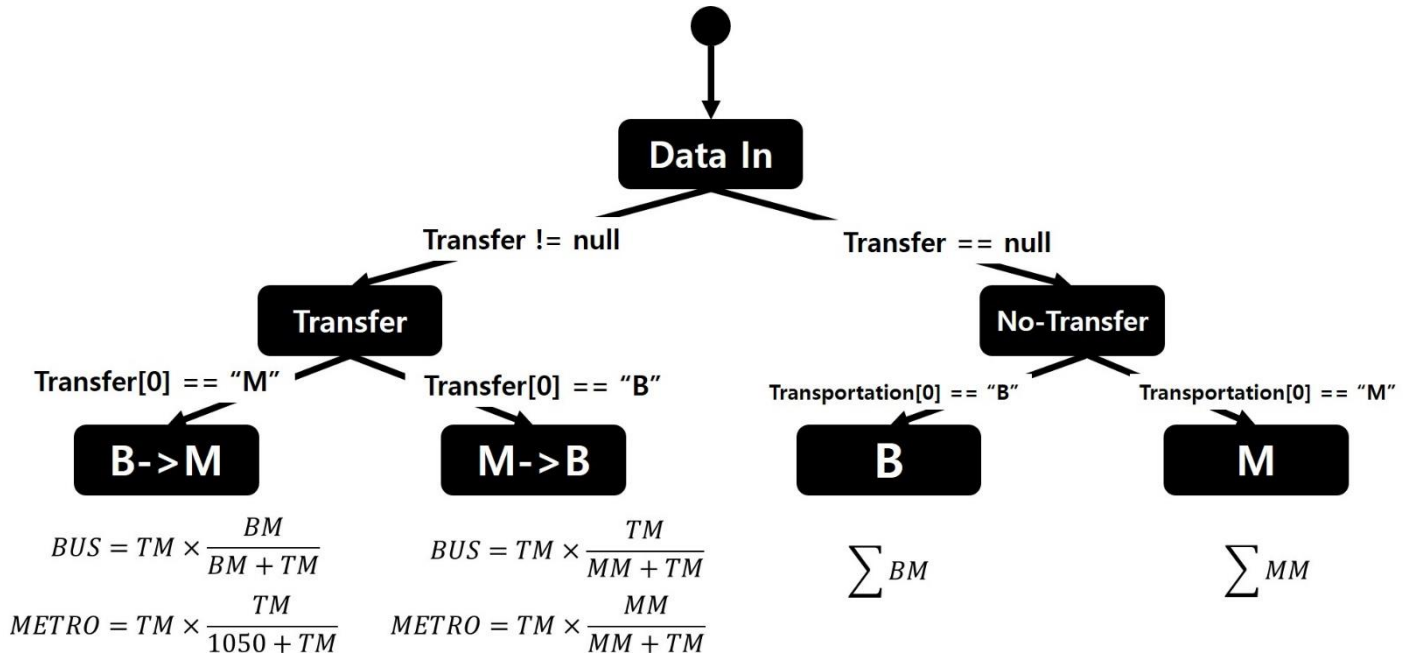 Data In
Transfer != null
Transfer == null
Transfer
No-Transfer
Transfer[0] == “M”
Transfer[0] == “B”
Transportation[0] == “B”
Transportation[0] == “M”
B->M
M->B
B
M
BUS = TM × BM / (BM + TM)
BUS = TM × TM / (MM + TM)
∑ BM
∑ MM
METRO = TM × TM / (1050 + TM)
METRO = TM × MM / (MM + TM)